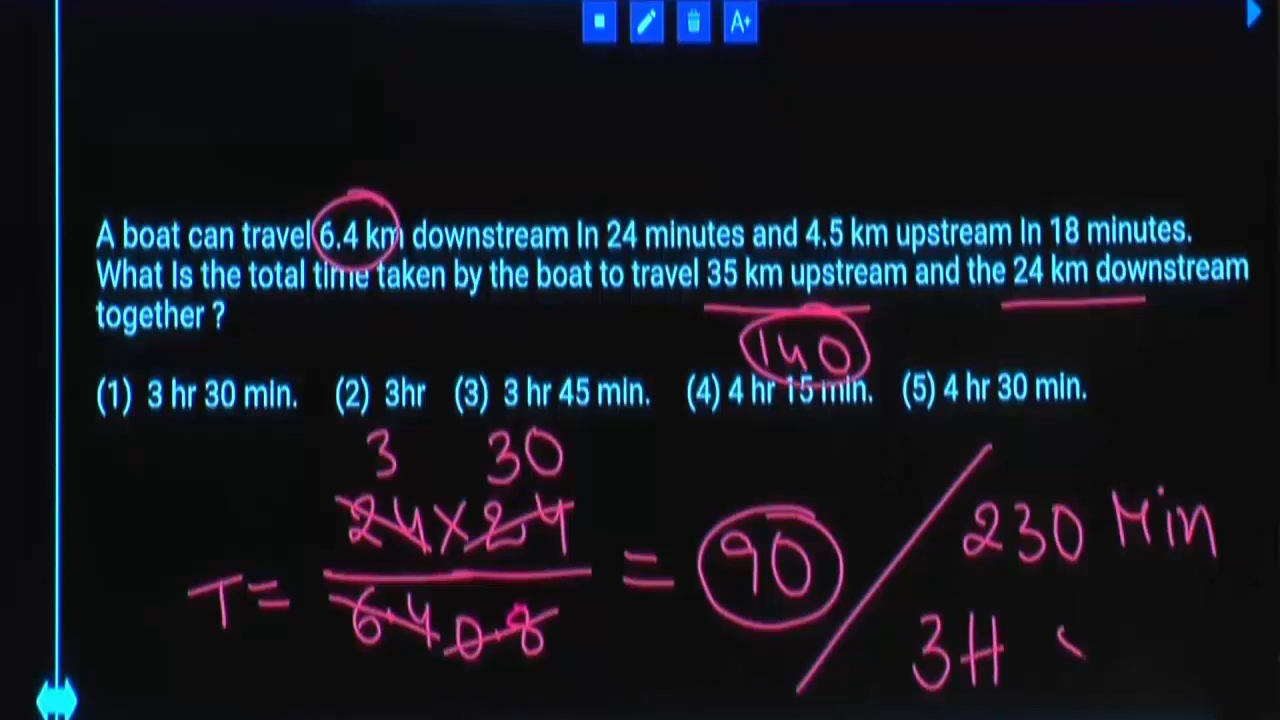 A+
A boat can travel 6.4 km downstream In 24 minutes and 4.5 km upstream In 18 minutes.
What Is the total time taken by the boat to travel 35 km upstream and the 24 km downstream
together ?
140
(1) 3 hr 30 mIn. (2) 3hr (3) 3 hr 45 mIn. (4) 4 hr 15 mIn. (5) 4 hr 30 mIn.
3 30
24 × 24
T = = 90
6.4 0.8
230 Min
3H